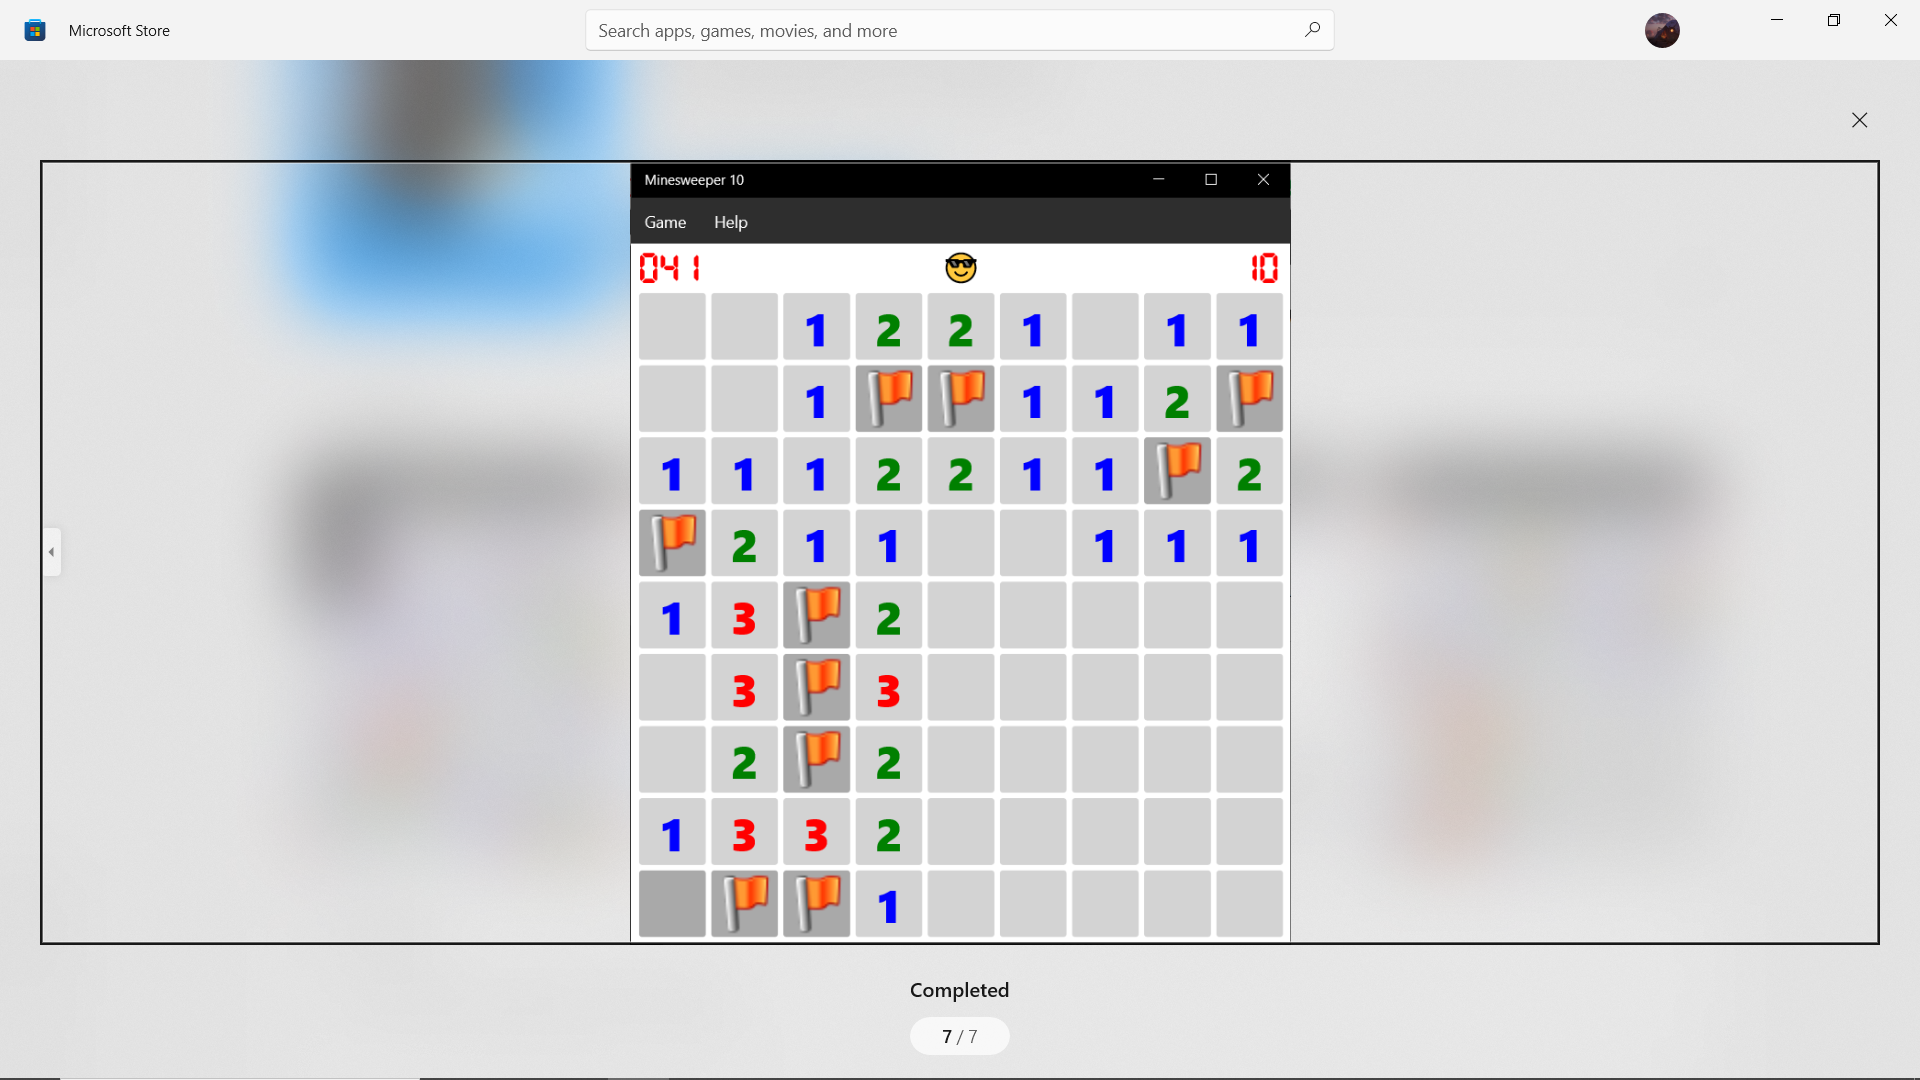 Microsoft Store
Search apps, games, movies, and more
Minesweeper 10
Game Help
041 10
1 2 2 1 1 1
1 1 1 2
1 1 1 2 2 1 1 2
2 1 1 1 1 1
1 3 2
3 3
2 2
1 3 3 2
1
Completed
7 / 7